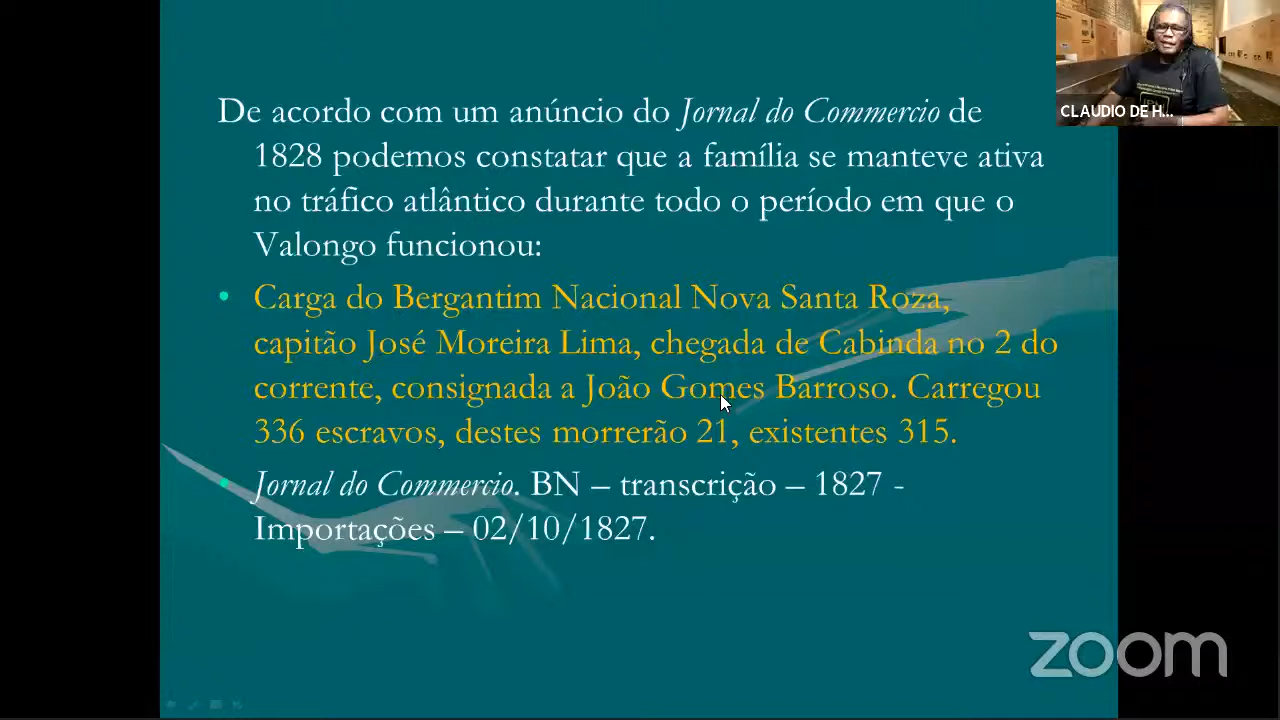 De acordo com um anúncio do Jornal do Commercio de
1828 podemos constatar que a família se manteve ativa
no tráfico atlântico durante todo o período em que o
Valongo funcionou:
• Carga do Bergantim Nacional Nova Santa Roza,
capitão José Moreira Lima, chegada de Cabinda no 2 do
corrente, consignada a João Gomes Barroso. Carregou
336 escravos, destes morrerão 21, existentes 315.
• Jornal do Commercio. BN – transcrição – 1827 -
Importações – 02/10/1827.
CLAUDIO DE H...
zoom